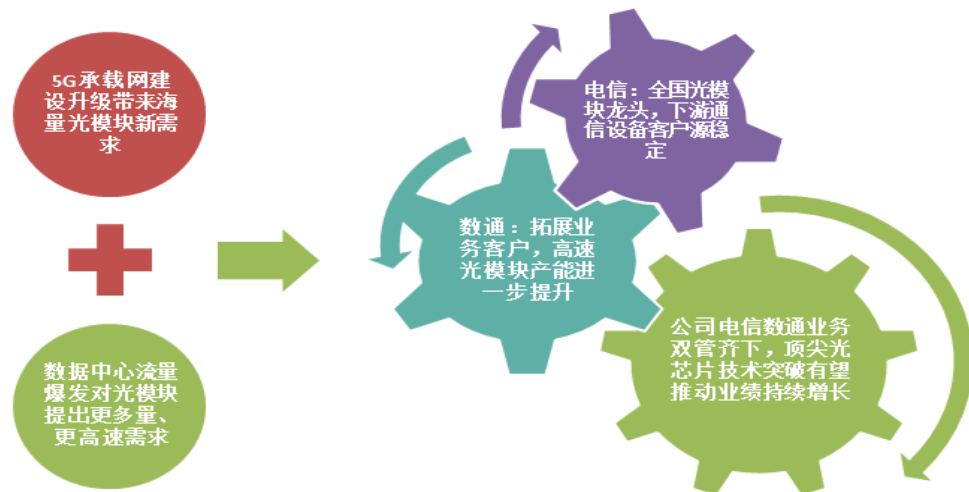 5G承载网建
设升级带来海
量光模块新需
求
数据中心流量
爆发对光模块
提出更多量、
更高速需求
电信：全国光模
块龙头，下游通
信设备客户源稳
定
数通：拓展业
务客户，高速
光模块产能进
一步提升
公司电信数通业务
双管齐下，顶尖光
芯片技术突破有望
推动业绩持续增长